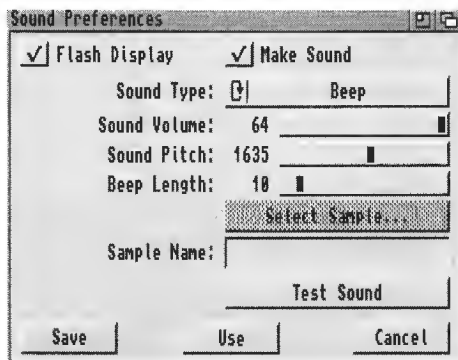 Sound Preferences
Flash Display
Make Sound
Sound Type: Beep
Sound Volume: 64
Sound Pitch: 1635
Beep Length: 10
Select Sample...
Sample Name:
Test Sound
Save Use Cancel